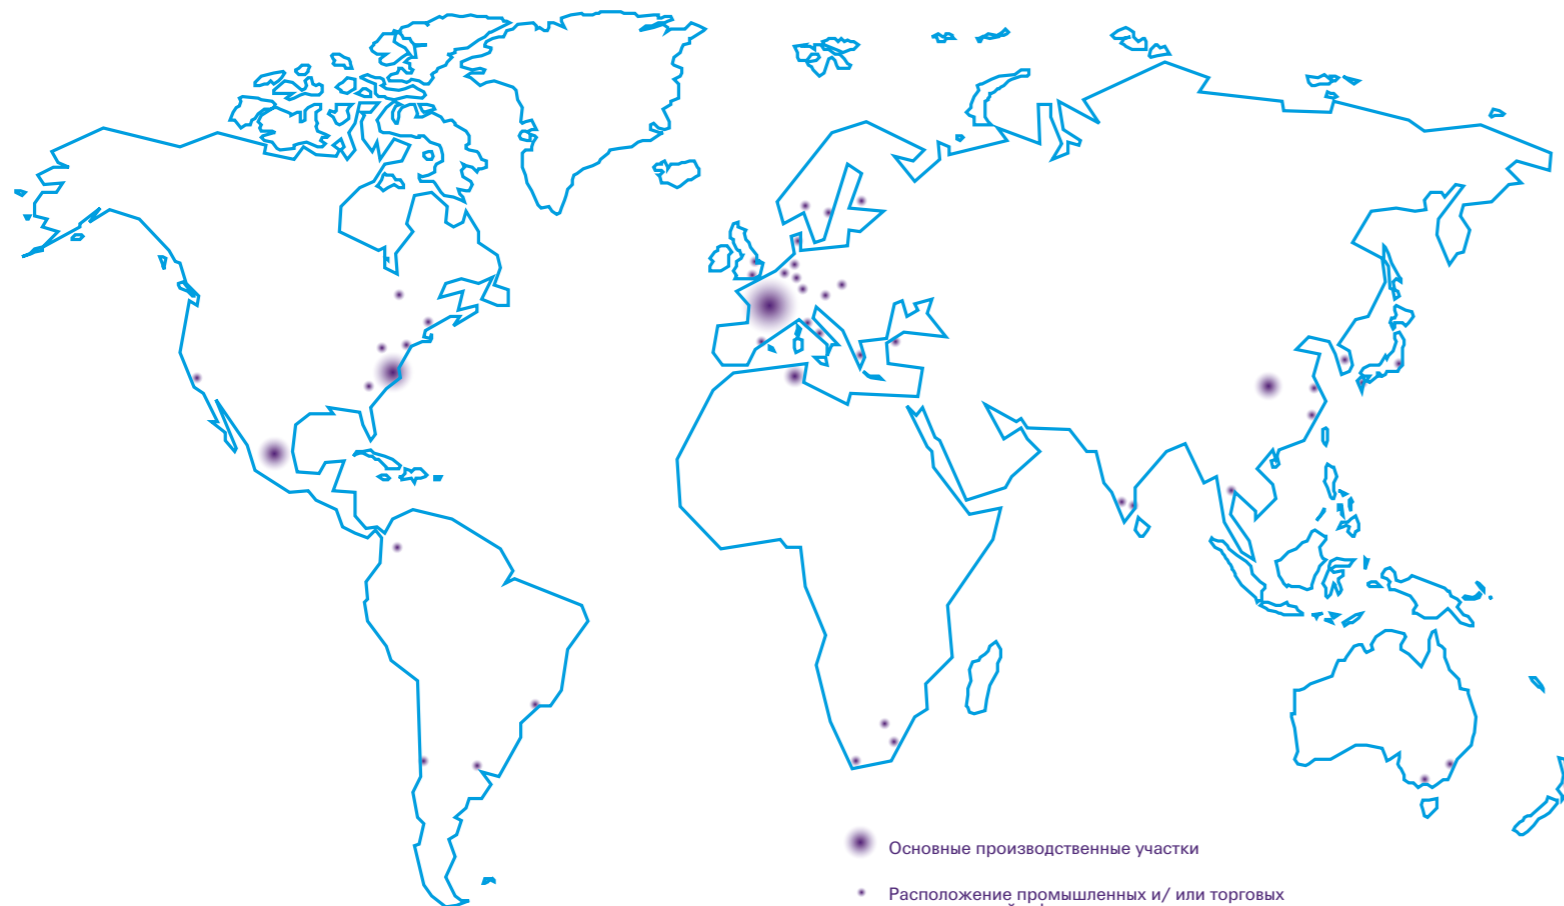 Основные производственные участки
Расположение промышленных и/ или торговых